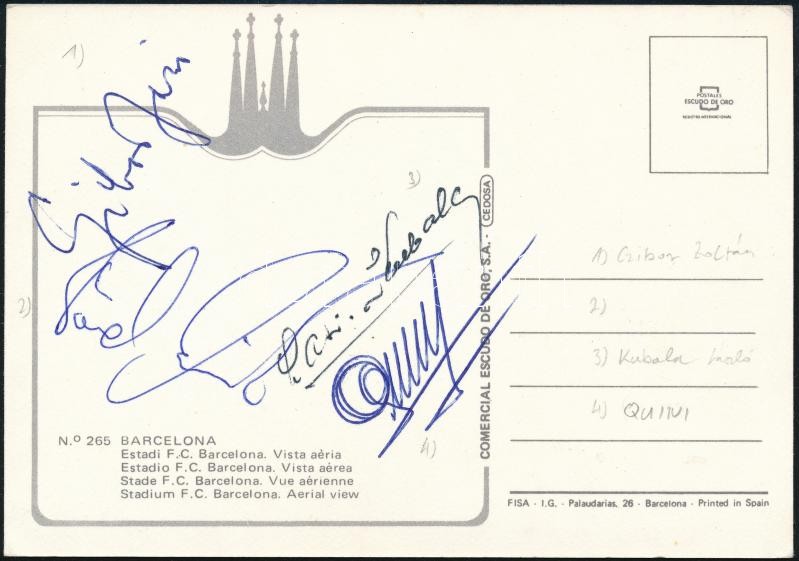 1)
POSTALES
ESCUDO DE ORO
REGISTRO INTERNACIONAL
3)
Kubala
2)
4)
COMERCIAL ESCUDO DE ORO, S.A. - CEDOSA
1) Czibor Zoltán
2)
3) Kubala László
4) QUINI
N.º 265 BARCELONA
Estadi F.C. Barcelona. Vista aèria
Estadio F.C. Barcelona. Vista aérea
Stade F.C. Barcelona. Vue aérienne
Stadium F.C. Barcelona. Aerial view
FISA - I.G. - Palaudarias, 26 - Barcelona - Printed in Spain